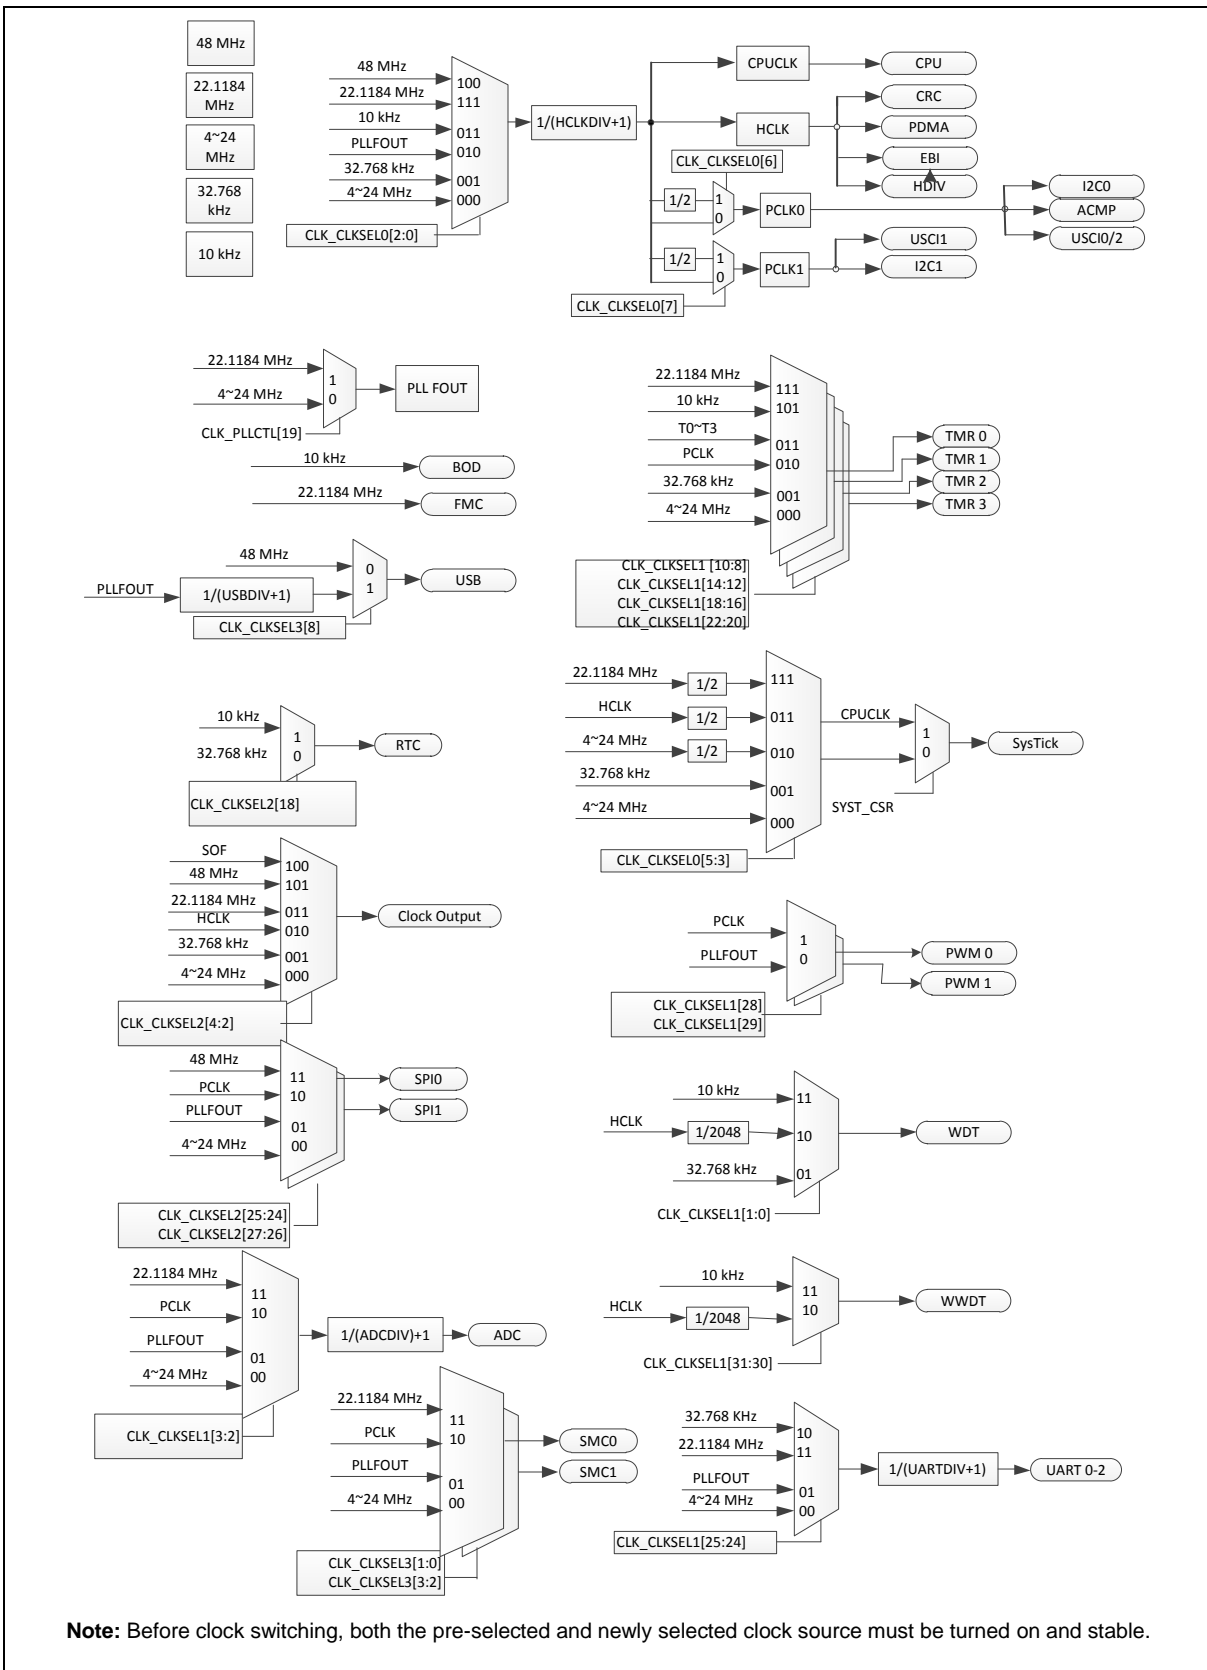 48 MHz
22.1184
MHz
4~24
MHz
32.768
kHz
10 kHz
48 MHz
22.1184 MHz
10 kHz
PLLFOUT
32.768 kHz
4~24 MHz
100
111
011
010
001
000
CLK_CLKSEL0[2:0]
1/(HCLKDIV+1)
CPUCLK
CPU
HCLK
CRC
PDMA
EBI
HDIV
CLK_CLKSEL0[6]
1/2
1
0
PCLK0
I2C0
ACMP
USCI0/2
1/2
1
0
PCLK1
USCI1
I2C1
CLK_CLKSEL0[7]
22.1184 MHz
4~24 MHz
1
0
PLL FOUT
CLK_PLLCTL[19]
10 kHz
BOD
22.1184 MHz
FMC
48 MHz
PLLFOUT
1/(USBDIV+1)
0
1
USB
CLK_CLKSEL3[8]
22.1184 MHz
10 kHz
T0~T3
PCLK
32.768 kHz
4~24 MHz
111
101
011
010
001
000
TMR 0
TMR 1
TMR 2
TMR 3
CLK_CLKSEL1 [10:8]
CLK_CLKSEL1[14:12]
CLK_CLKSEL1[18:16]
CLK_CLKSEL1[22:20]
10 kHz
32.768 kHz
1
0
RTC
CLK_CLKSEL2[18]
22.1184 MHz
1/2
HCLK
1/2
4~24 MHz
1/2
32.768 kHz
4~24 MHz
111
011
010
001
000
CLK_CLKSEL0[5:3]
CPUCLK
1
0
SYST_CSR
SysTick
SOF
48 MHz
22.1184 MHz
HCLK
32.768 kHz
4~24 MHz
100
101
011
010
001
000
Clock Output
CLK_CLKSEL2[4:2]
PCLK
PLLFOUT
1
0
PWM 0
PWM 1
CLK_CLKSEL1[28]
CLK_CLKSEL1[29]
48 MHz
PCLK
PLLFOUT
4~24 MHz
11
10
01
00
SPI0
SPI1
CLK_CLKSEL2[25:24]
CLK_CLKSEL2[27:26]
10 kHz
HCLK
1/2048
32.768 kHz
11
10
01
WDT
CLK_CLKSEL1[1:0]
22.1184 MHz
PCLK
PLLFOUT
4~24 MHz
11
10
01
00
1/(ADCDIV)+1
ADC
CLK_CLKSEL1[3:2]
10 kHz
HCLK
1/2048
11
10
WWDT
CLK_CLKSEL1[31:30]
22.1184 MHz
PCLK
PLLFOUT
4~24 MHz
11
10
01
00
SMC0
SMC1
CLK_CLKSEL3[1:0]
CLK_CLKSEL3[3:2]
32.768 KHz
22.1184 MHz
PLLFOUT
4~24 MHz
10
11
01
00
1/(UARTDIV+1)
UART 0-2
CLK_CLKSEL1[25:24]
Note: Before clock switching, both the pre-selected and newly selected clock source must be turned on and stable.